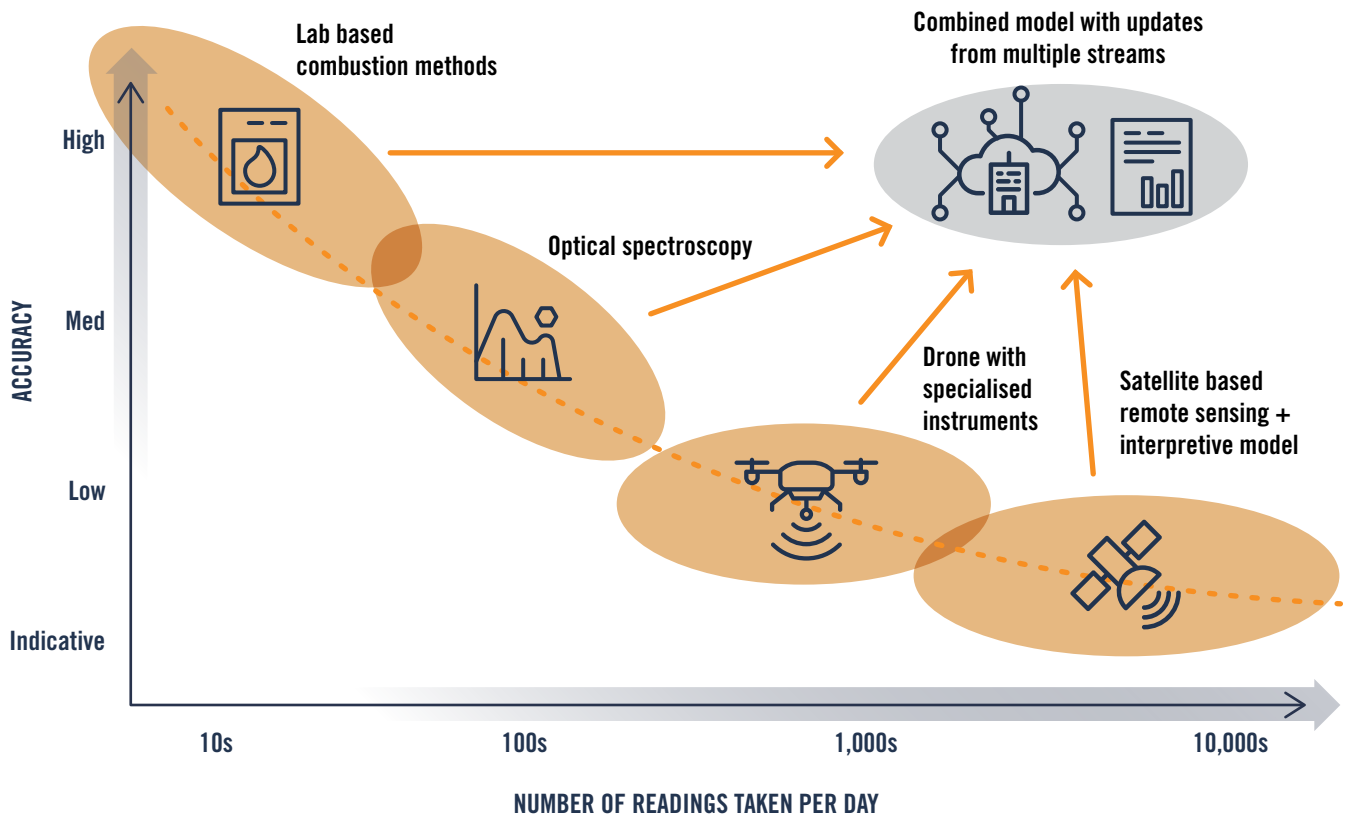 Lab based
combustion methods
Combined model with updates
from multiple streams
High
Optical spectroscopy
Med
ACCURACY
Drone with
specialised
instruments
Satellite based
remote sensing +
interpretive model
Low
Indicative
10s
100s
1,000s
10,000s
NUMBER OF READINGS TAKEN PER DAY